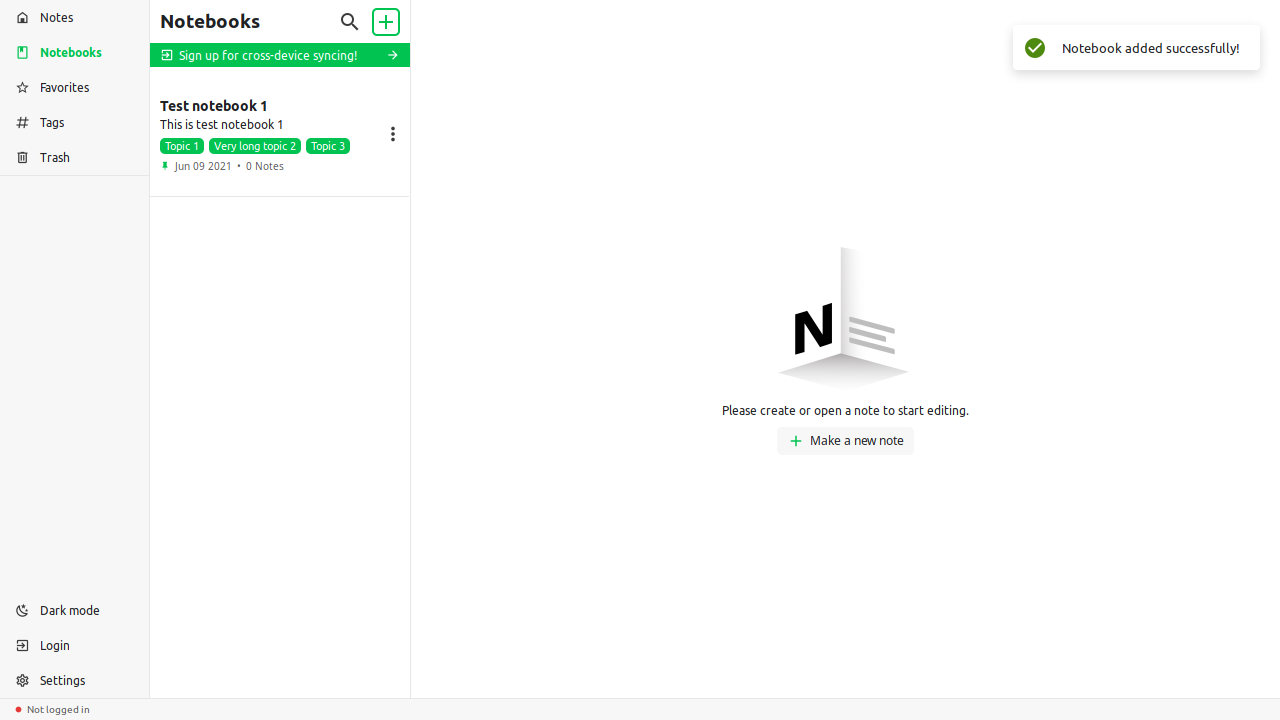 Notes
Notebooks
Favorites
Tags
Trash
Dark mode
Login
Settings
Not logged in
Notebooks
Sign up for cross-device syncing!
Test notebook 1
This is test notebook 1
Topic 1 Very long topic 2 Topic 3
Jun 09 2021 • 0 Notes
N
Please create or open a note to start editing.
Make a new note
Notebook added successfully!